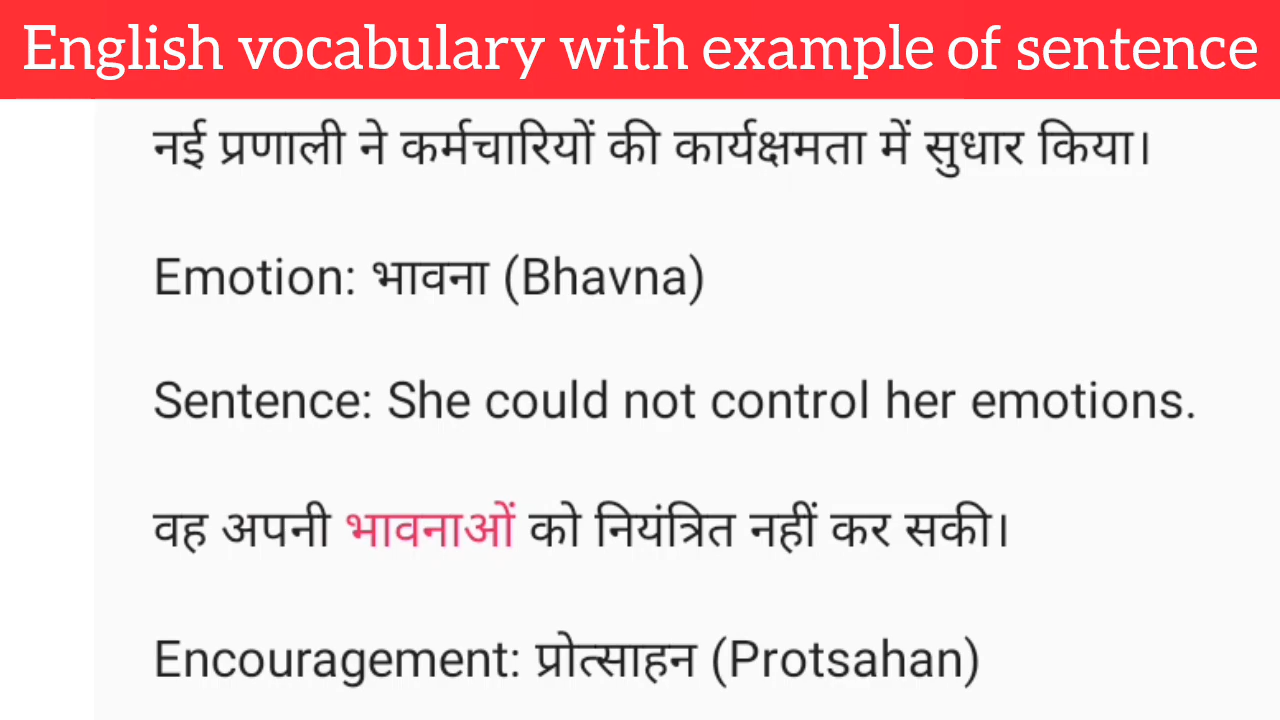 English vocabulary with example of sentence
नई प्रणाली ने कर्मचारियों की कार्यक्षमता में सुधार किया।
Emotion: भावना (Bhavna)
Sentence: She could not control her emotions.
वह अपनी भावनाओं को नियंत्रित नहीं कर सकी।
Encouragement: प्रोत्साहन (Protsahan)